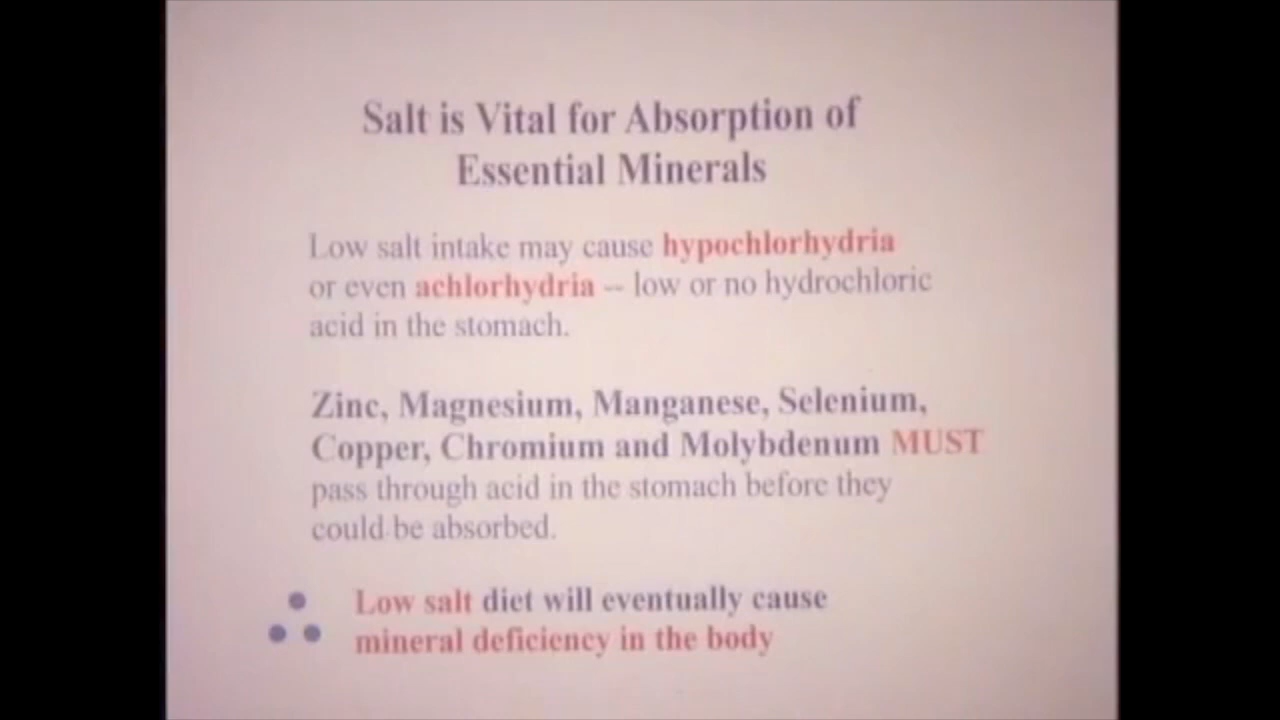 Salt is Vital for Absorption of
Essential Minerals
Low salt intake may cause hypochlorhydria
or even achlorhydria -- low or no hydrochloric
acid in the stomach.
Zinc, Magnesium, Manganese, Selenium,
Copper, Chromium and Molybdenum MUST
pass through acid in the stomach before they
could be absorbed.
∴ Low salt diet will eventually cause
mineral deficiency in the body